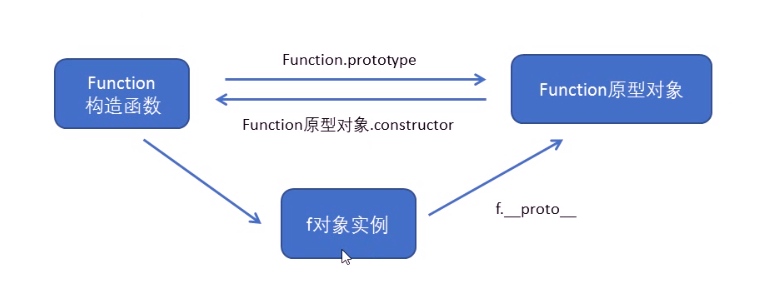 Function.prototype
Function
构造函数
Function原型对象
Function原型对象.constructor
f对象实例
f.__proto__